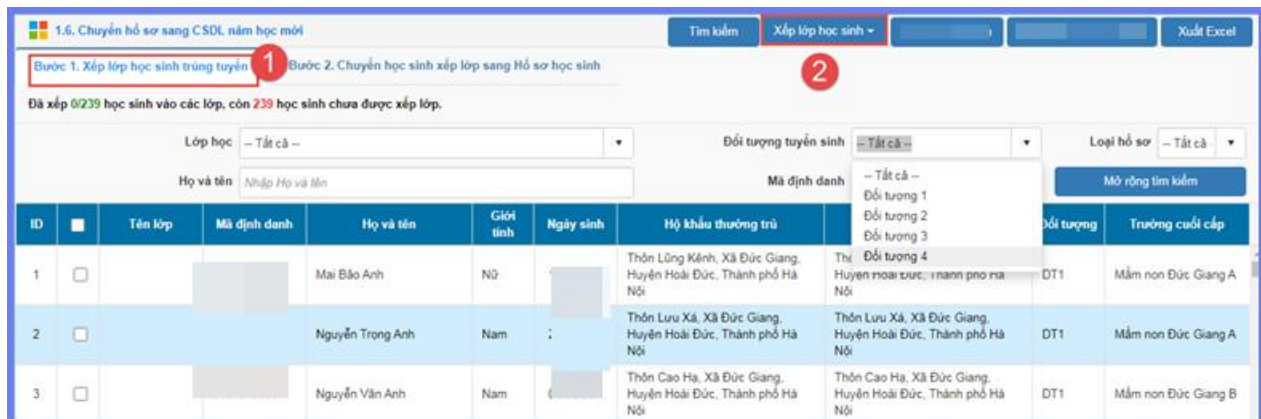 1.6. Chuyển hồ sơ sang CSDL năm học mới
Tìm kiếm
Xếp lớp học sinh
Xuất Excel
Bước 1. Xếp lớp học sinh trúng tuyển
1
Bước 2. Chuyển học sinh xếp lớp sang Hồ sơ học sinh
2
Đã xếp 0/239 học sinh vào các lớp, còn 239 học sinh chưa được xếp lớp.
Lớp học -- Tất cả --
Đối tượng tuyển sinh -- Tất cả --
Loại hồ sơ -- Tất cả
Họ và tên Nhập Họ và tên
Mã định danh
Mở rộng tìm kiếm
-- Tất cả --
Đối tượng 1
Đối tượng 2
Đối tượng 3
Đối tượng 4
ID Tên lớp Mã định danh Họ và tên Giới tính Ngày sinh Hộ khẩu thường trú Đối tượng Trường cuối cấp
1 Mai Bảo Anh Nữ
Thôn Lũng Kênh, Xã Đức Giang,
Huyện Hoài Đức, Thành phố Hà
Nội
Huyện Hoài Đức, Thành phố Hà
Nội
DT1 Mầm non Đức Giang A
2 Nguyễn Trọng Anh Nam
Thôn Lưu Xá, Xã Đức Giang,
Huyện Hoài Đức, Thành phố Hà
Nội
Thôn Lưu Xá, Xã Đức Giang,
Huyện Hoài Đức, Thành phố Hà
Nội
DT1 Mầm non Đức Giang A
3 Nguyễn Văn Anh Nam
Thôn Cao Hạ, Xã Đức Giang,
Huyện Hoài Đức, Thành phố Hà
Nội
Thôn Cao Hạ, Xã Đức Giang,
Huyện Hoài Đức, Thành phố Hà
Nội
DT1 Mầm non Đức Giang B